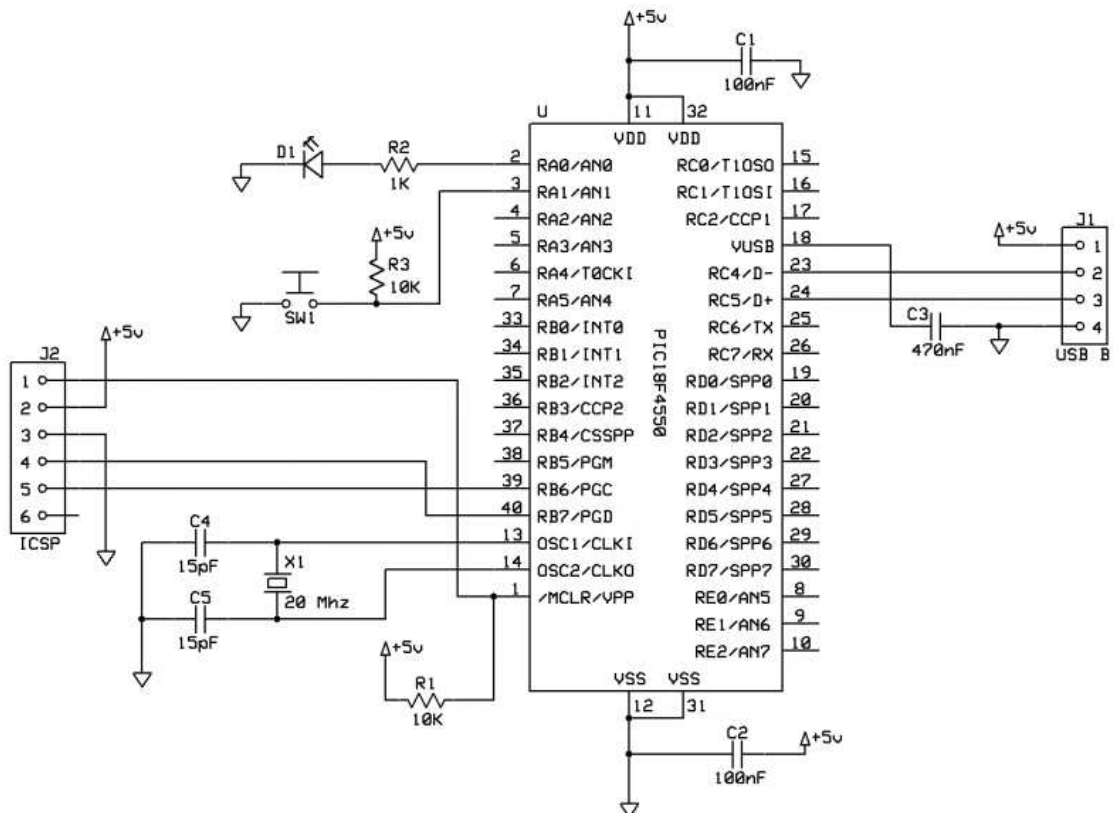 +5v
C1
100nF
U
11 32
VDD VDD
D1
R2
1K
2 RA0/AN0
3 RA1/AN1
4 RA2/AN2
5 RA3/AN3
6 RA4/T0CKI
7 RA5/AN4
33 RB0/INT0
34 RB1/INT1
35 RB2/INT2
36 RB3/CCP2
37 RB4/CSSPP
38 RB5/PGM
39 RB6/PGC
40 RB7/PGD
13 OSC1/CLKI
14 OSC2/CLKO
1 /MCLR/VPP
PIC18F4550
RC0/T1OSO 15
RC1/T1OSI 16
RC2/CCP1 17
VUSB 18
RC4/D- 23
RC5/D+ 24
RC6/TX 25
RC7/RX 26
RD0/SPP0 19
RD1/SPP1 20
RD2/SPP2 21
RD3/SPP3 22
RD4/SPP4 27
RD5/SPP5 28
RD6/SPP6 29
RD7/SPP7 30
RE0/AN5 8
RE1/AN6 9
RE2/AN7 10
VSS VSS
12 31
+5v
R3
10K
SW1
+5v
J2
1
2
3
4
5
6
ICSP
C4
15pF
X1
20 Mhz
C5
15pF
+5v
R1
10K
C2
100nF
+5v
J1
+5v
1
2
3
4
USB B
C3
470nF